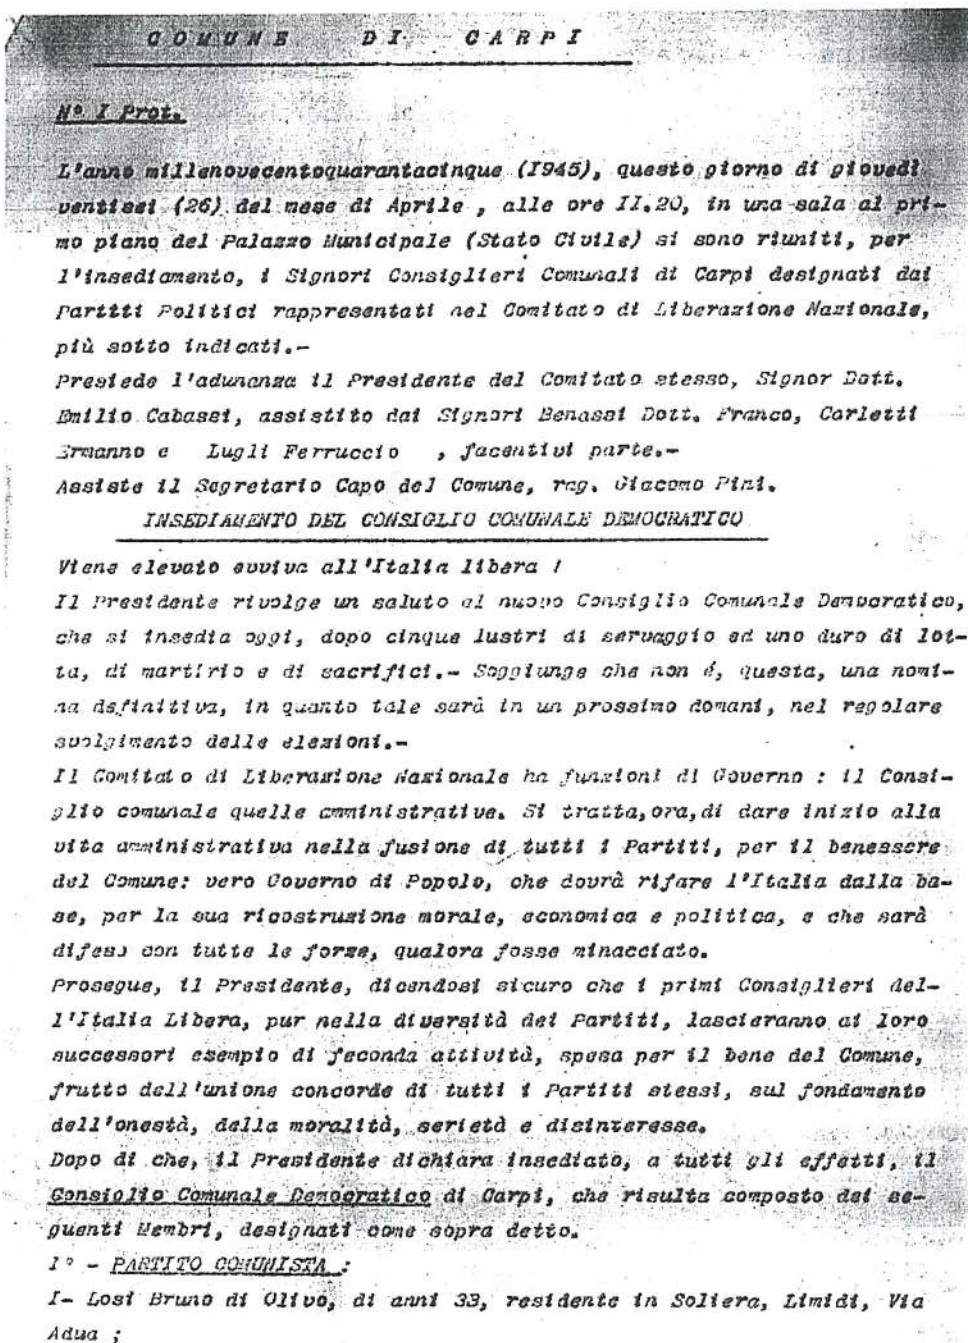 COMUNE DI CARPI
N° I Prot.
L'anno millenovecentoquarantacinque (I945), questo giorno di giovedì
ventisei (26) del mese di Aprile , alle ore II.20, in una sala al pri-
mo piano del Palazzo Municipale (Stato Civile) si sono riuniti, per
l'insediamento, i Signori Consiglieri Comunali di Carpi designati dai
Partiti Politici rappresentati nel Comitato di Liberazione Nazionale,
più sotto indicati.-
Presiede l'adunanza il Presidente del Comitato stesso, Signor Dott.
Emilio Cabassi, assistito dai Signori Benassi Dott. Franco, Carletti
Ermanno e Lugli Ferruccio , facentivi parte.-
Assiste il Segretario Capo del Comune, rag. Giacomo Pini.
INSEDIAMENTO DEL CONSIGLIO COMUNALE DEMOCRATICO
Viene elevato evviva all'Italia libera !
Il Presidente rivolge un saluto al nuovo Consiglio Comunale Democratico,
che si insedia oggi, dopo cinque lustri di servaggio ed uno duro di lot-
ta, di martirio e di sacrifici.- Soggiunge che non é, questa, una nomi-
na definitiva, in quanto tale sarà in un prossimo domani, nel regolare
svolgimento delle elezioni.-
Il Comitato di Liberazione Nazionale ha funzioni di Governo : il Consi-
glio comunale quelle amministrative. Si tratta,ora,di dare inizio alla
vita amministrativa nella fusione di tutti i Partiti, per il benessere
del Comune: vero Governo di Popolo, che dovrà rifare l'Italia dalla ba-
se, per la sua ricostruzione morale, economica e politica, e che sarà
difeso con tutte le forze, qualora fosse minacciato.
Prosegue, il Presidente, dicendosi sicuro che i primi Consiglieri del-
l'Italia Libera, pur nella diversità dei Partiti, lascieranno ai loro
successori esempio di feconda attività, spesa per il bene del Comune,
frutto dell'unione concorde di tutti i Partiti stessi, sul fondamento
dell'onestà, della moralità, serietà e disinteresse.
Dopo di che, il Presidente dichiara insediato, a tutti gli effetti, il
Consiglio Comunale Democratico di Carpi, che risulta composto dei se-
guenti Membri, designati come sopra detto.
1° - PARTITO COMUNISTA :
I- Losi Bruno di Olivo, di anni 33, residente in Soliera, Limidi, Via
Adua ;